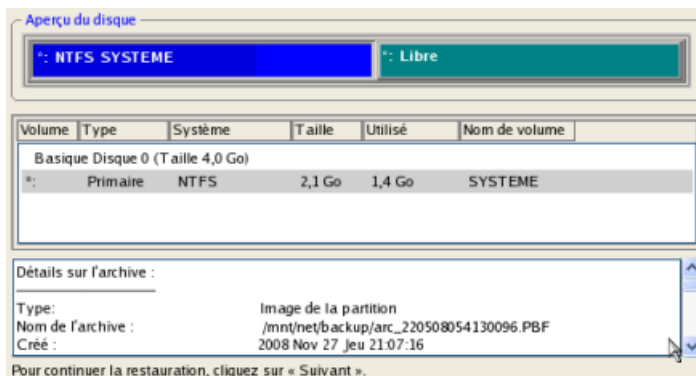 Aperçu du disque
*: NTFS SYSTEME
*: Libre
Volume Type Système Taille Utilisé Nom de volume
Basique Disque 0 (Taille 4,0 Go)
*: Primaire NTFS 2,1 Go 1,4 Go SYSTEME
Détails sur l'archive :
Type: Image de la partition
Nom de l'archive : /mnt/net/backup/arc_220508054130096.PBF
Créé : 2008 Nov 27 Jeu 21:07:16
Pour continuer la restauration, cliquez sur « Suivant ».